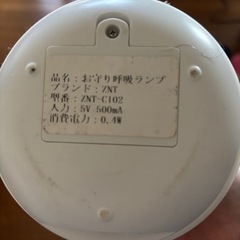 品名：お守り呼吸ランプ
ブランド：ZNT
型番：ZNT-C102
入力：5V 500mA
消費電力：0.4W